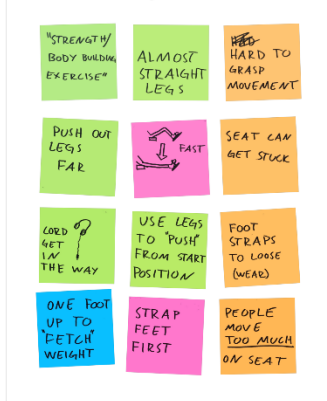 "STRENGTH/
BODY BUILDING
EXERCISE"
ALMOST
STRAIGHT
LEGS
HARD TO
GRASP
MOVEMENT
PUSH OUT
LEGS
FAR
FAST
SEAT CAN
GET STUCK
LORD
GET
IN
THE WAY
USE LEGS
TO "PUSH"
FROM START
POSITION
FOOT
STRAPS
TO LOOSE
(WEAR)
ONE FOOT
UP TO
"FETCH"
WEIGHT
STRAP
FEET
FIRST
PEOPLE
MOVE
TOO MUCH
ON SEAT